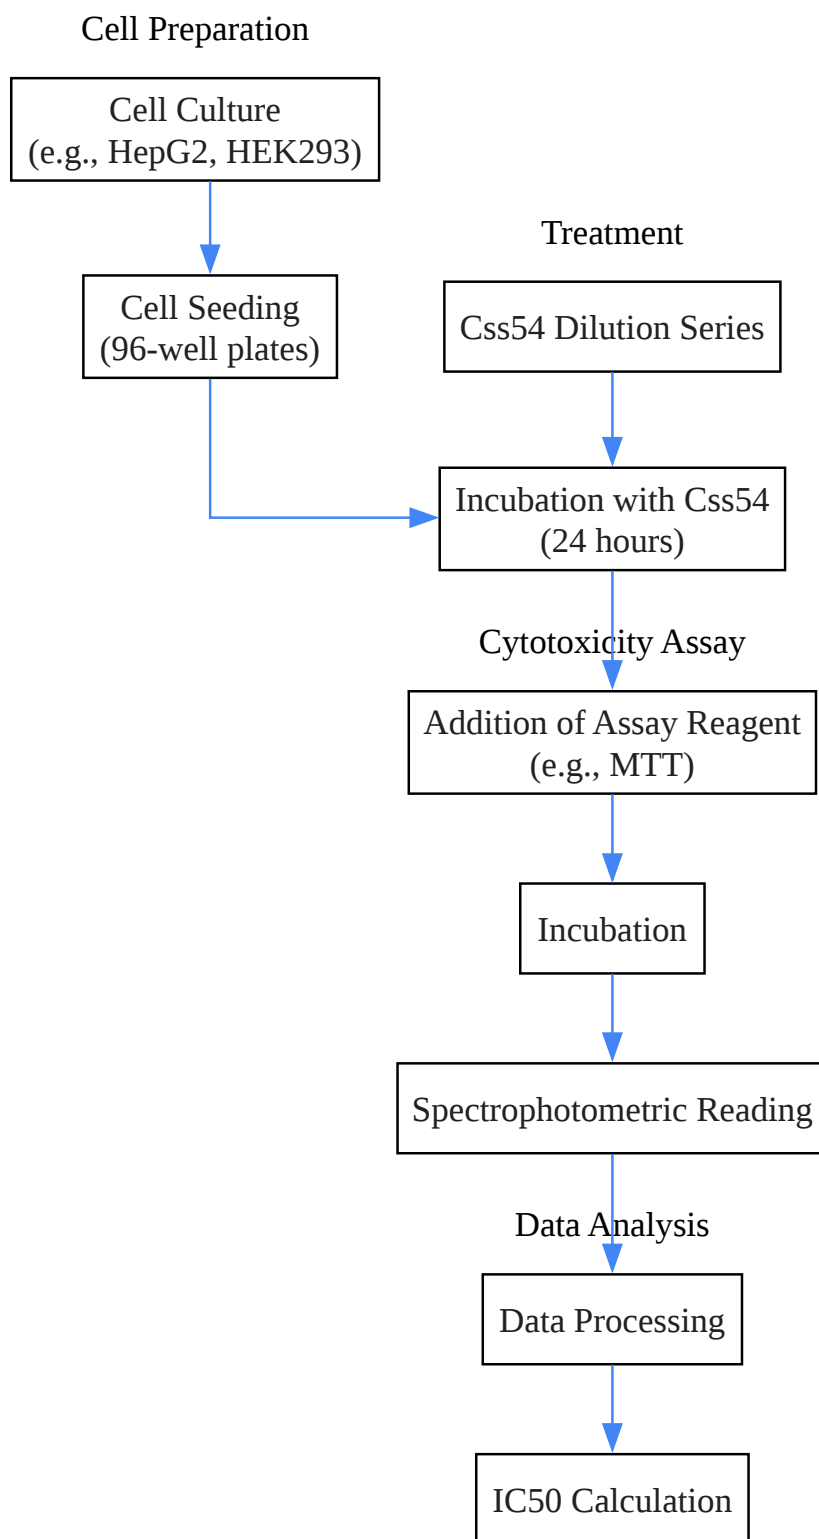 Cell Preparation
Cell Culture
(e.g., HepG2, HEK293)
Cell Seeding
(96-well plates)
Treatment
Css54 Dilution Series
Incubation with Css54
(24 hours)
Cytotoxicity Assay
Addition of Assay Reagent
(e.g., MTT)
Incubation
Spectrophotometric Reading
Data Analysis
Data Processing
IC50 Calculation